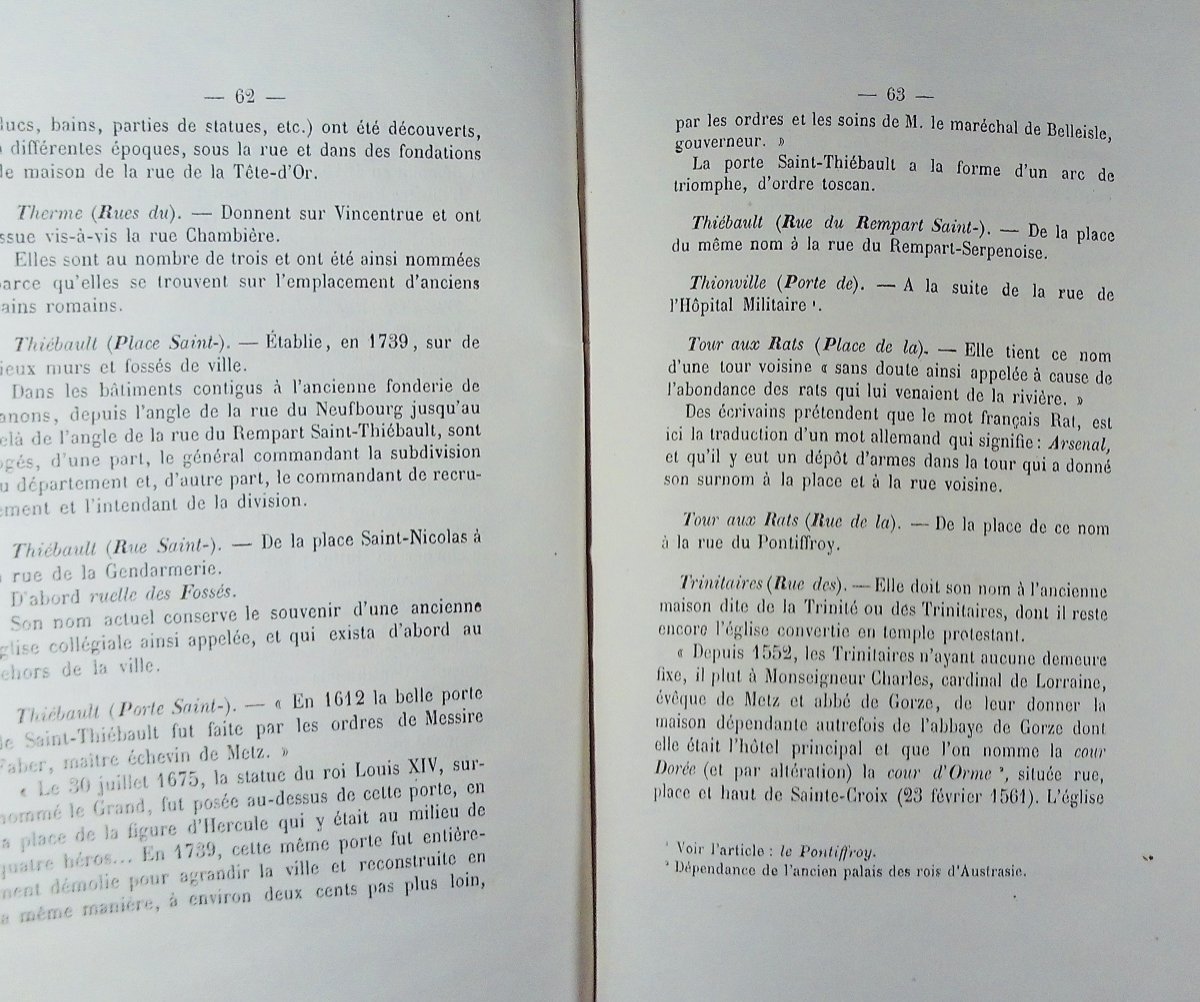 — 62 —
ducs, bains, parties de statues, etc.) ont été découverts,
à différentes époques, sous la rue et dans des fondations
de maison de la rue de la Tête-d'Or.
Therme (Rues du). — Donnent sur Vincentrue et ont
issue vis-à-vis la rue Chambière.
Elles sont au nombre de trois et ont été ainsi nommées
parce qu'elles se trouvent sur l'emplacement d'anciens
bains romains.
Thiébault (Place Saint-). — Établie, en 1739, sur de
vieux murs et fossés de ville.
Dans les bâtiments contigus à l'ancienne fonderie de
canons, depuis l'angle de la rue du Neufbourg jusqu'au
delà de l'angle de la rue du Rempart Saint-Thiébault, sont
logés, d'une part, le général commandant la subdivision
du département et, d'autre part, le commandant de recru-
ement et l'intendant de la division.
Thiébault (Rue Saint-). — De la place Saint-Nicolas à
la rue de la Gendarmerie.
D'abord ruelle des Fossés.
Son nom actuel conserve le souvenir d'une ancienne
église collégiale ainsi appelée, et qui exista d'abord au
dehors de la ville.
Thiébault (Porte Saint-). — « En 1612 la belle porte
de Saint-Thiébault fut faite par les ordres de Messire
Faber, maître échevin de Metz. »
« Le 30 juillet 1675, la statue du roi Louis XIV, sur-
nommé le Grand, fut posée au-dessus de cette porte, en
la place de la figure d'Hercule qui y était au milieu de
quatre héros... En 1739, cette même porte fut entière-
ment démolie pour agrandir la ville et reconstruite en
la même manière, à environ deux cents pas plus loin,
— 63 —
par les ordres et les soins de M. le maréchal de Belleisle,
gouverneur. »
La porte Saint-Thiébault a la forme d'un arc de
triomphe, d'ordre toscan.
Thiébault (Rue du Rempart Saint-). — De la place
du même nom à la rue du Rempart-Serpenoise.
Thionville (Porte de). — A la suite de la rue de
l'Hôpital Militaire ¹.
Tour aux Rats (Place de la). — Elle tient ce nom
d'une tour voisine « sans doute ainsi appelée à cause de
l'abondance des rats qui lui venaient de la rivière. »
Des écrivains prétendent que le mot français Rat, est
ici la traduction d'un mot allemand qui signifie : Arsenal,
et qu'il y eut un dépôt d'armes dans la tour qui a donné
son surnom à la place et à la rue voisine.
Tour aux Rats (Rue de la). — De la place de ce nom
à la rue du Pontiffroy.
Trinitaires (Rue des). — Elle doit son nom à l'ancienne
maison dite de la Trinité ou des Trinitaires, dont il reste
encore l'église convertie en temple protestant.
« Depuis 1552, les Trinitaires n'ayant aucune demeure
fixe, il plut à Monseigneur Charles, cardinal de Lorraine,
évêque de Metz et abbé de Gorze, de leur donner la
maison dépendante autrefois de l'abbaye de Gorze dont
elle était l'hôtel principal et que l'on nomme la cour
Dorée (et par altération) la cour d'Orme ², située rue,
place et haut de Sainte-Croix (23 février 1561). L'église
¹ Voir l'article : le Pontiffroy.
² Dépendance de l'ancien palais des rois d'Austrasie.